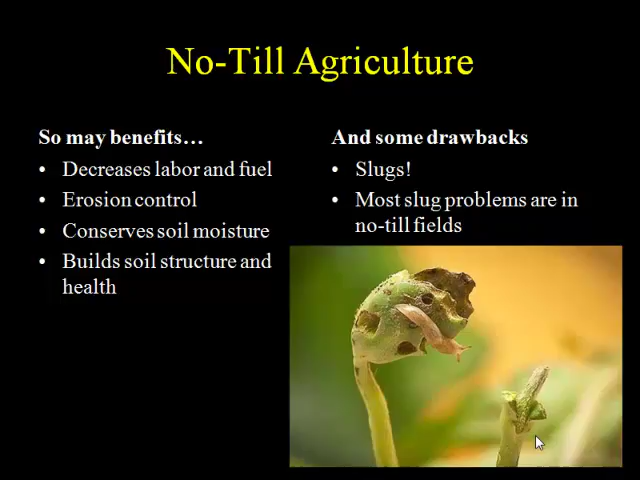 No-Till Agriculture
So may benefits…
• Decreases labor and fuel
• Erosion control
• Conserves soil moisture
• Builds soil structure and
health
And some drawbacks
• Slugs!
• Most slug problems are in
no-till fields